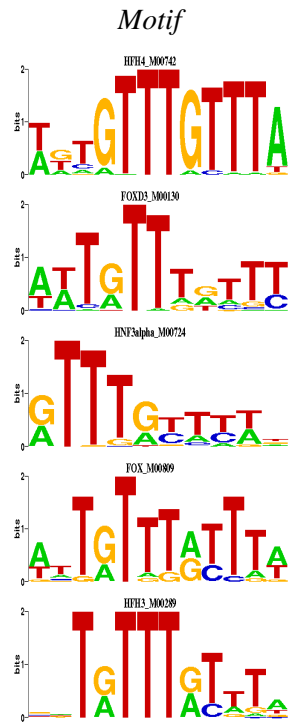 Motif
HFH4_M00742
2
1
0
bits
FOXD3_M00130
2
1
0
bits
HNF3alpha_M00724
2
1
0
bits
FOX_M00809
2
1
0
bits
HFH3_M00289
2
1
0
bits